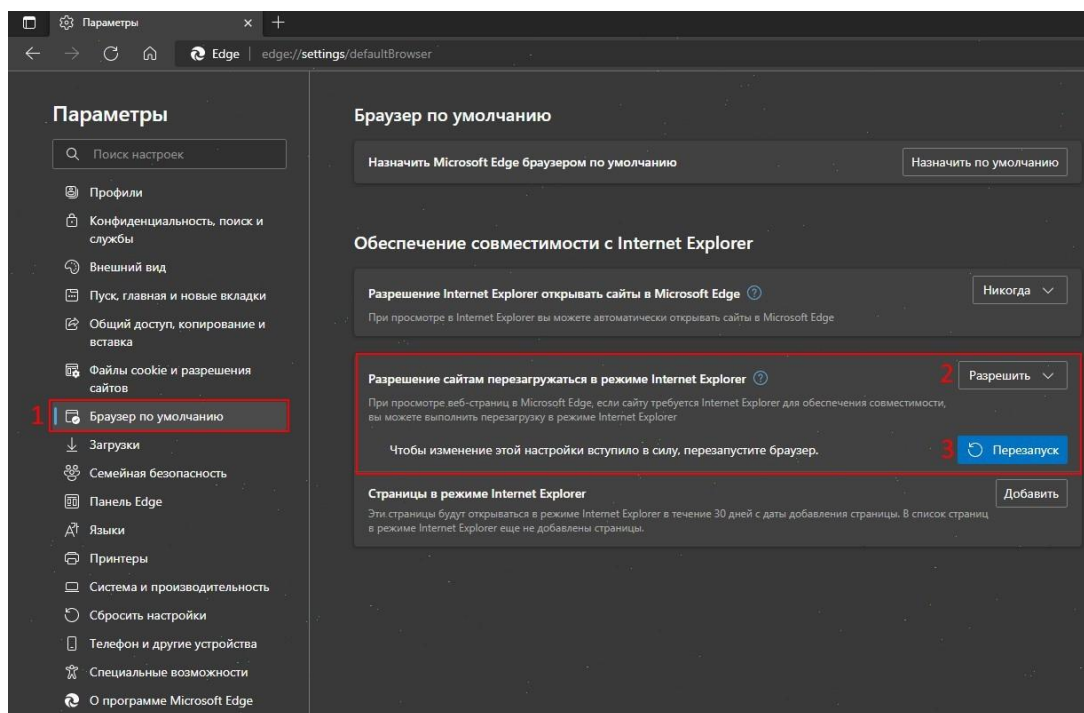 Параметры
Edge | edge://settings/defaultBrowser
Параметры
Поиск настроек
Профили
Конфиденциальность, поиск и
службы
Внешний вид
Пуск, главная и новые вкладки
Общий доступ, копирование и
вставка
Файлы cookie и разрешения
сайтов
1 Браузер по умолчанию
Загрузки
Семейная безопасность
Панель Edge
Языки
Принтеры
Система и производительность
Сбросить настройки
Телефон и другие устройства
Специальные возможности
О программе Microsoft Edge
Браузер по умолчанию
Назначить Microsoft Edge браузером по умолчанию
Назначить по умолчанию
Обеспечение совместимости с Internet Explorer
Разрешение Internet Explorer открывать сайты в Microsoft Edge
Никогда
При просмотре в Internet Explorer вы можете автоматически открывать сайты в Microsoft Edge
Разрешение сайтам перезагружаться в режиме Internet Explorer
2 Разрешить
При просмотре веб-страниц в Microsoft Edge, если сайту требуется Internet Explorer для обеспечения совместимости,
вы можете выполнить перезагрузку в режиме Internet Explorer
Чтобы изменение этой настройки вступило в силу, перезапустите браузер.
3 Перезапуск
Страницы в режиме Internet Explorer
Добавить
Эти страницы будут открываться в режиме Internet Explorer в течение 30 дней с даты добавления страницы. В список страниц
в режиме Internet Explorer еще не добавлены страницы.